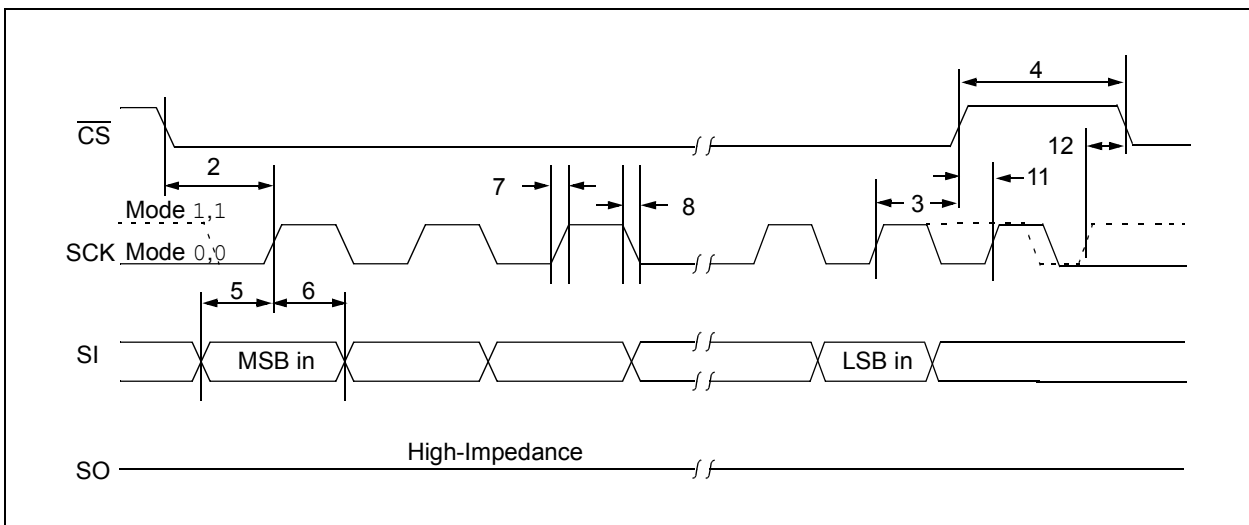 4
CS
12
2
7
8
3
11
Mode 1,1
SCK Mode 0,0
5
6
SI
MSB in
LSB in
High-Impedance
SO